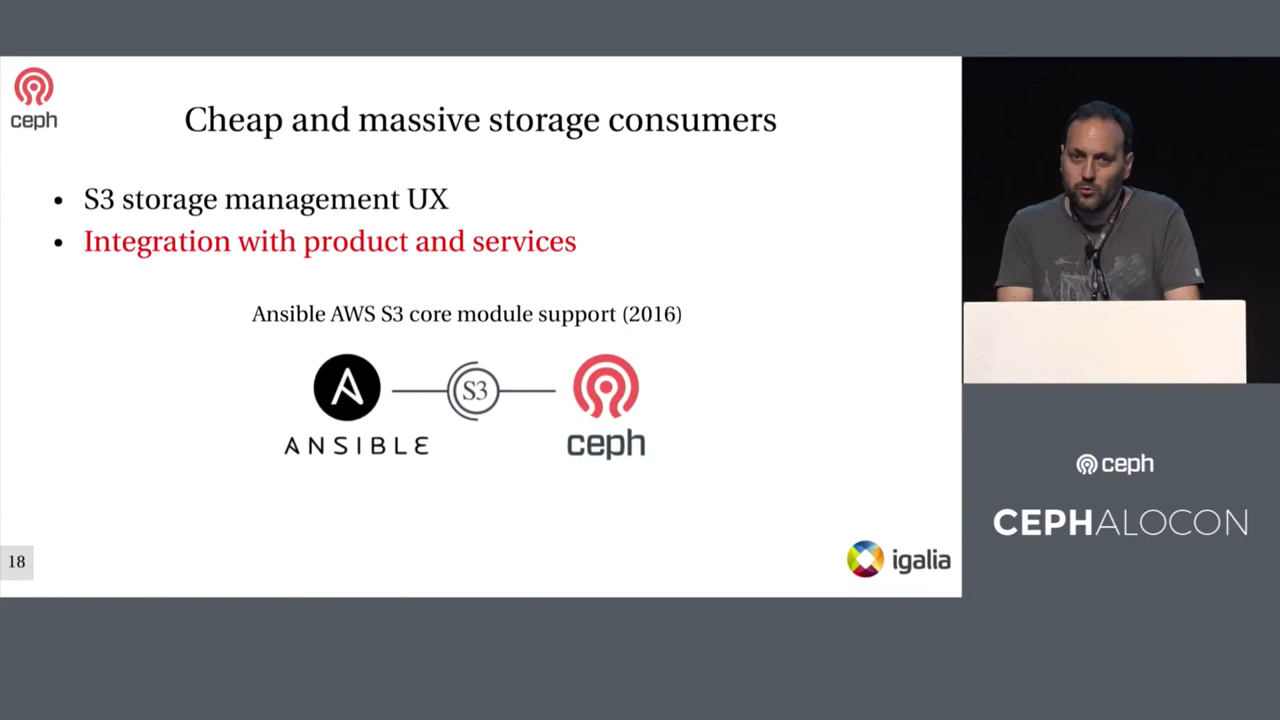 ceph
Cheap and massive storage consumers
• S3 storage management UX
• Integration with product and services
Ansible AWS S3 core module support (2016)
S3
ANSIBLE
ceph
18
igalia
ceph
CEPHALOCON